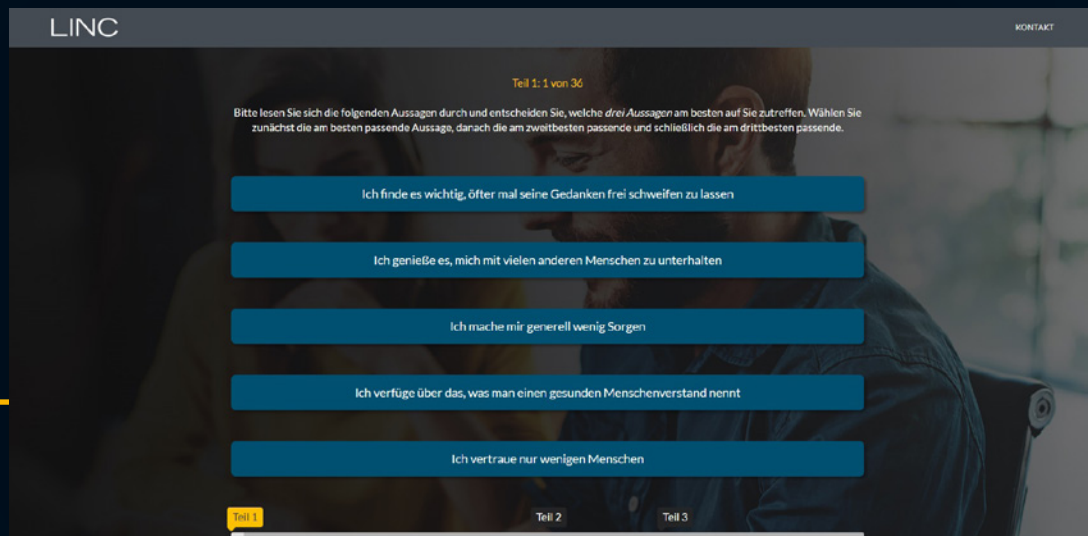 LINC
KONTAKT
Teil 1: 1 von 36
Bitte lesen Sie sich die folgenden Aussagen durch und entscheiden Sie, welche drei Aussagen am besten auf Sie zutreffen. Wählen Sie
zunächst die am besten passende Aussage, danach die am zweitbesten passende und schließlich die am drittbesten passende.
Ich finde es wichtig, öfter mal seine Gedanken frei schweifen zu lassen
Ich genieße es, mich mit vielen anderen Menschen zu unterhalten
Ich mache mir generell wenig Sorgen
Ich verfüge über das, was man einen gesunden Menschenverstand nennt
Ich vertraue nur wenigen Menschen
Teil 1
Teil 2
Teil 3